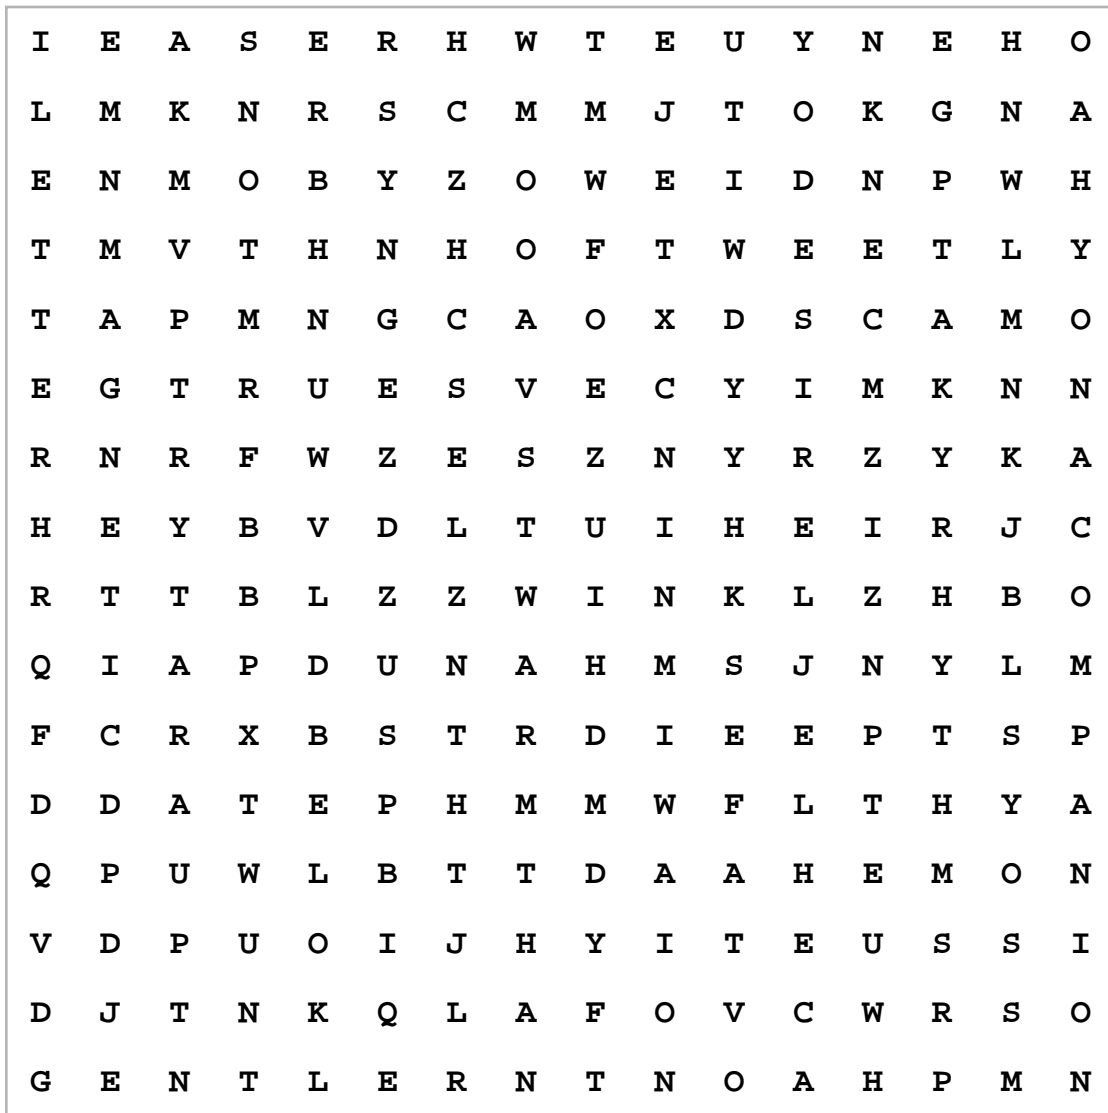 I E A S E R H W T E U Y N E H O
L M K N R S C M M J T O K G N A
E N M O B Y Z O W E I D N P W H
T M V T H N H O F T W E E T L Y
T A P M N G C A O X D S C A M O
E G T R U E S V E C Y I M K N N
R N R F W Z E S Z N Y R Z Y K A
H E Y B V D L T U I H E I R J C
R T T B L Z Z W I N K L Z H B O
Q I A P D U N A H M S J N Y L M
F C R X B S T R D I E E P T S P
D D A T E P H M M W F L T H Y A
Q P U W L B T T D A A H E M O N
V D P U O I J H Y I T E U S S I
D J T N K Q L A F O V C W R S O
G E N T L E R N T N O A H P M N